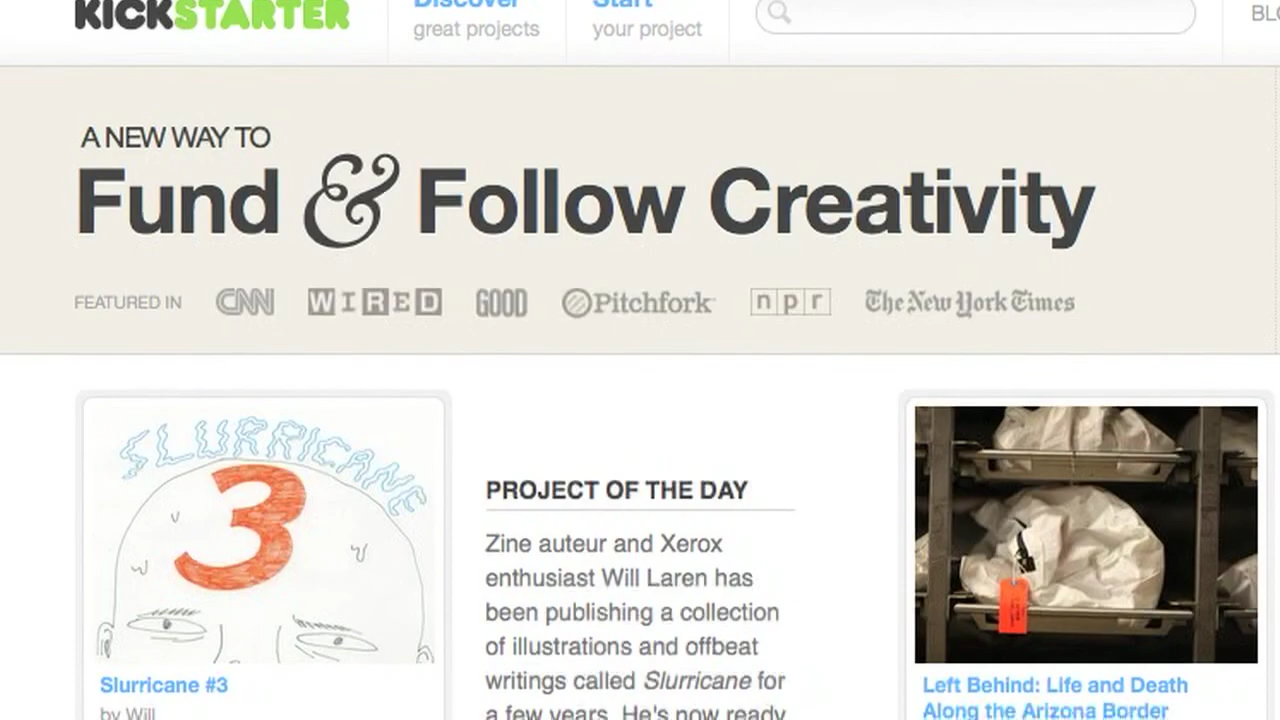 KICKSTARTER
Discover
great projects
Start
your project
A NEW WAY TO
Fund & Follow Creativity
FEATURED IN CNN WIRED GOOD Pitchfork npr The New York Times
SLURRICANE
3
Slurricane #3
by Will
PROJECT OF THE DAY
Zine auteur and Xerox
enthusiast Will Laren has
been publishing a collection
of illustrations and offbeat
writings called Slurricane for
a few years. He's now ready
Left Behind: Life and Death
Along the Arizona Border